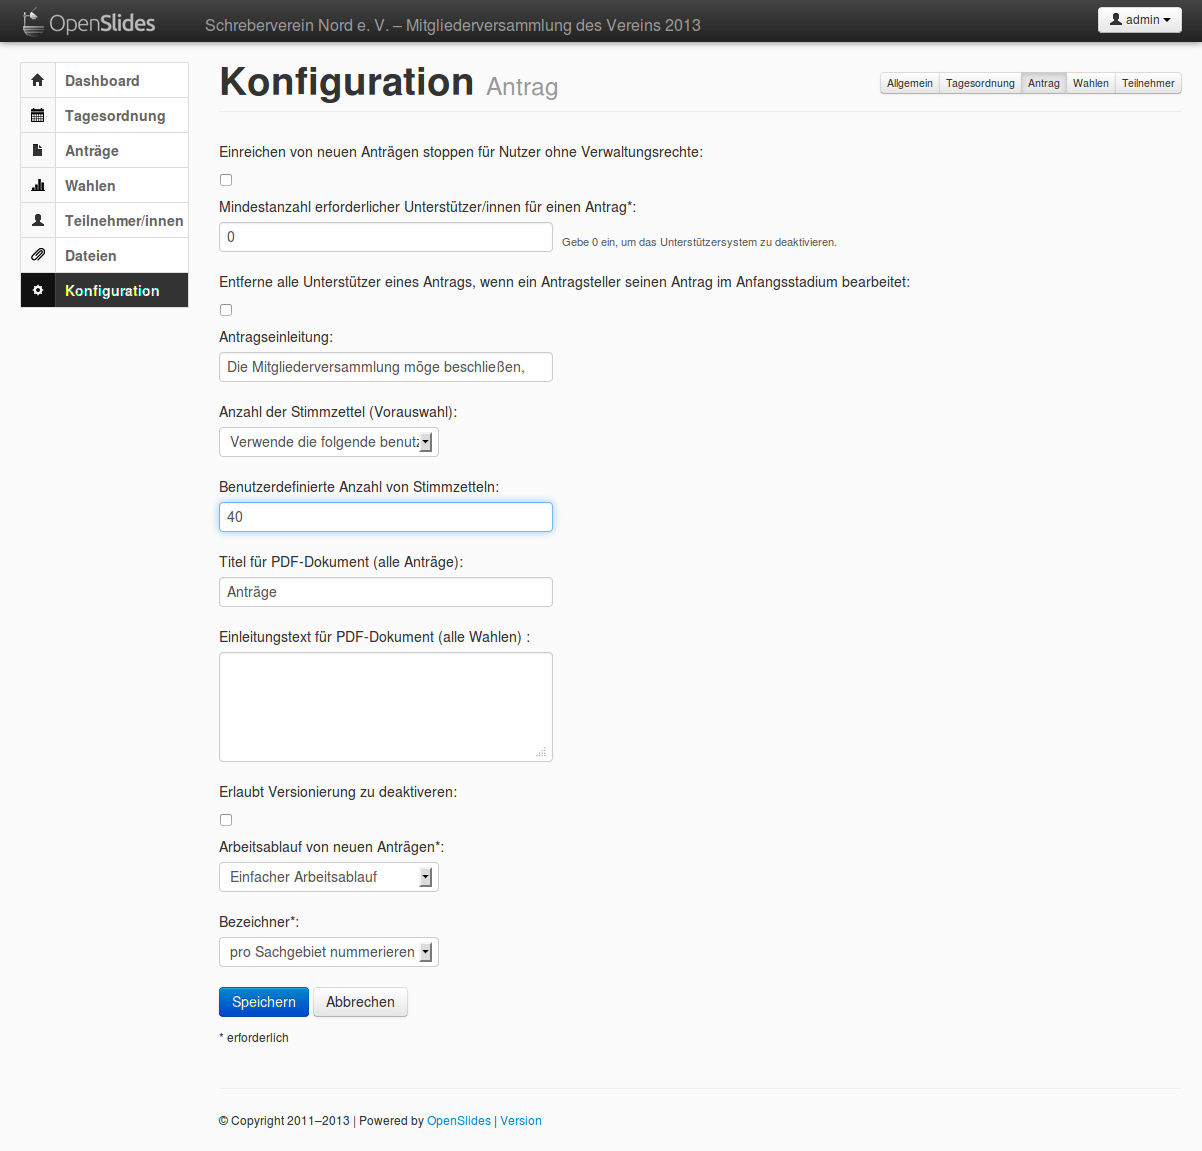 OpenSlides
Schreberverein Nord e. V. – Mitgliederversammlung des Vereins 2013
admin
Dashboard
Tagesordnung
Anträge
Wahlen
Teilnehmer/innen
Dateien
Konfiguration
Konfiguration Antrag
Allgemein Tagesordnung Antrag Wahlen Teilnehmer
Einreichen von neuen Anträgen stoppen für Nutzer ohne Verwaltungsrechte:
Mindestanzahl erforderlicher Unterstützer/innen für einen Antrag*:
0
Gebe 0 ein, um das Unterstützersystem zu deaktivieren.
Entferne alle Unterstützer eines Antrags, wenn ein Antragsteller seinen Antrag im Anfangsstadium bearbeitet:
Antragseinleitung:
Die Mitgliederversammlung möge beschließen,
Anzahl der Stimmzettel (Vorauswahl):
Verwende die folgende benutz
Benutzerdefinierte Anzahl von Stimmzetteln:
40
Titel für PDF-Dokument (alle Anträge):
Anträge
Einleitungstext für PDF-Dokument (alle Wahlen) :
Erlaubt Versionierung zu deaktiveren:
Arbeitsablauf von neuen Anträgen*:
Einfacher Arbeitsablauf
Bezeichner*:
pro Sachgebiet nummerieren
Speichern Abbrechen
* erforderlich
© Copyright 2011–2013 | Powered by OpenSlides | Version